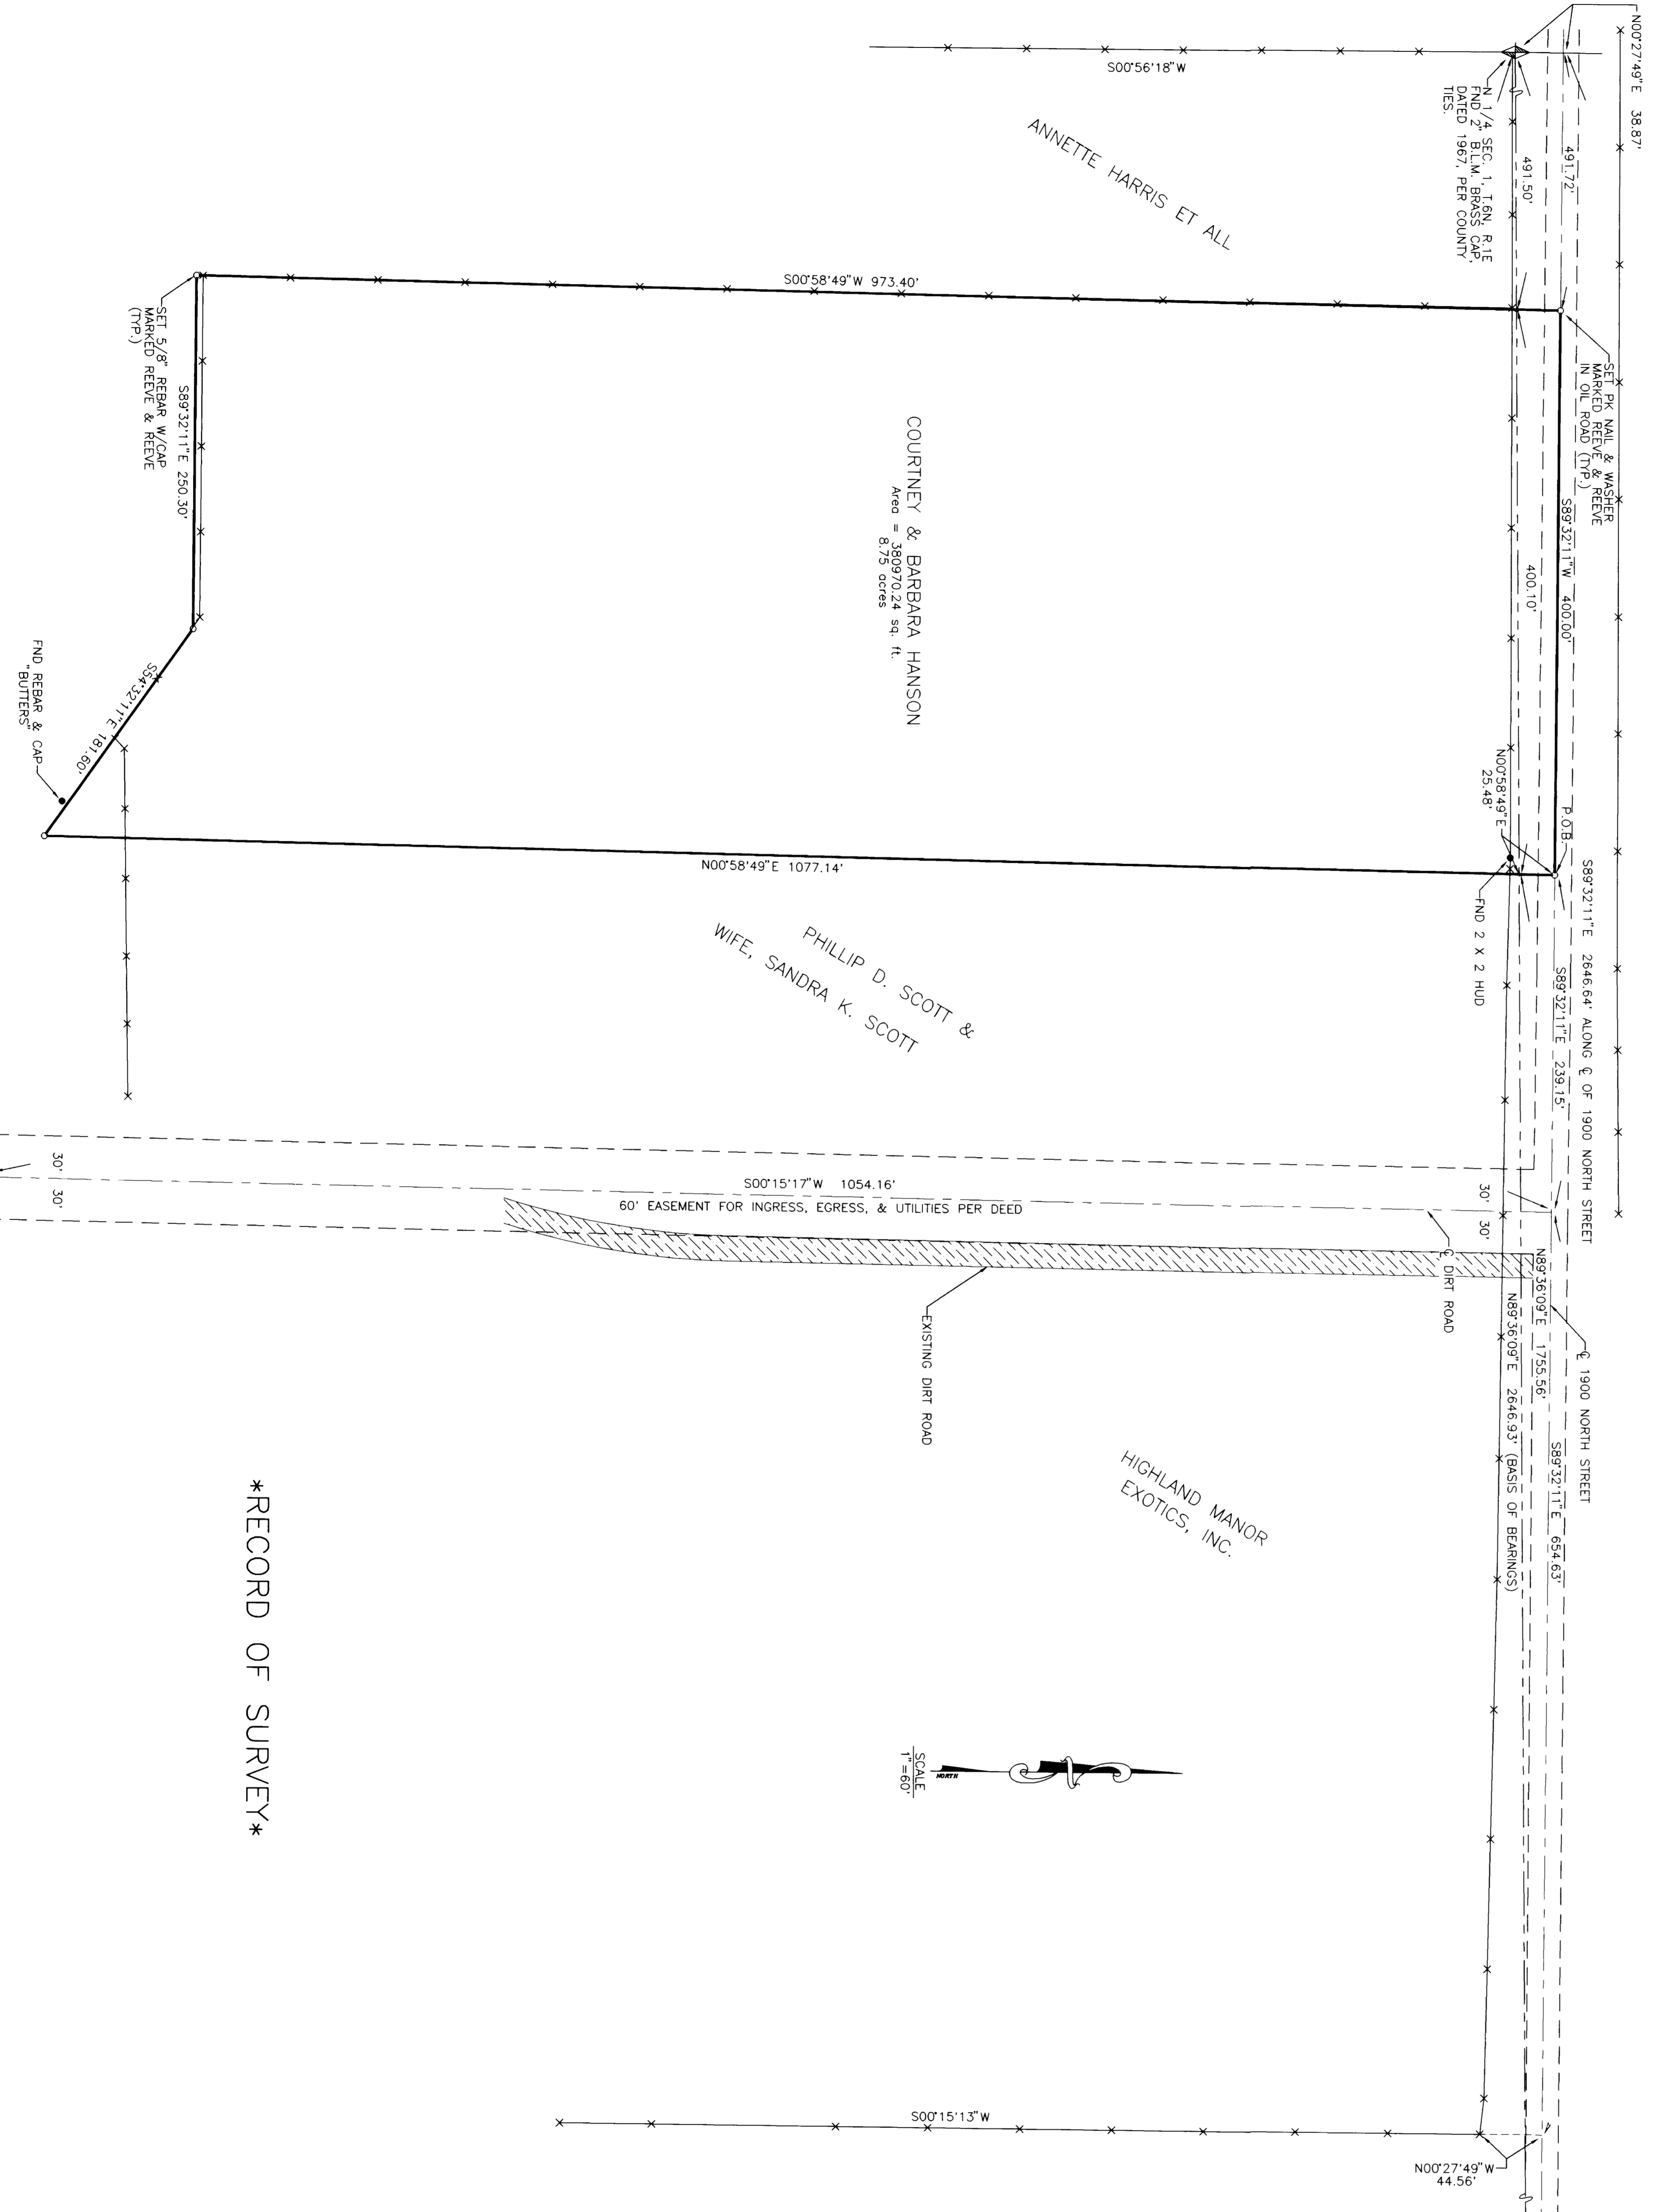 N00°27'49"E 38.87'
S00°56'18"W
N 1/4 SEC. 1, T.6N, R.1E
FND 2" B.L.M. BRASS CAP,
DATED 1967, PER COUNTY
TIES.
491.72'
491.50'
ANNETTE HARRIS ET ALL
SET PK NAIL & WASHER
MARKED REEVE & REEVE
IN OIL ROAD (TYP.)
S89°32'11"W 400.00'
400.10'
S00°58'49"W 973.40'
SET 5/8" REBAR W/CAP
MARKED REEVE & REEVE
(TYP.)
S89°32'11"E 250.30'
COURTNEY & BARBARA HANSON
Area = 380970.24 sq. ft.
8.75 acres
S54°32'11"E 181.60'
FND REBAR & CAP
"BUTTERS"
N00°58'49"E
25.48'
P.O.B.
N00°58'49"E 1077.14'
FND 2 X 2 HUD
S89°32'11"E 2646.64' ALONG ℄ OF 1900 NORTH STREET
S89°32'11"E 239.15'
PHILLIP D. SCOTT &
WIFE, SANDRA K. SCOTT
30'
30'
S00°15'17"W 1054.16'
60' EASEMENT FOR INGRESS, EGRESS, & UTILITIES PER DEED
30'
30'
℄ DIRT ROAD
EXISTING DIRT ROAD
N89°36'09"E 1755.56'
N89°36'09"E 2646.93' (BASIS OF BEARINGS)
℄ 1900 NORTH STREET
S89°32'11"E 654.63'
HIGHLAND MANOR
EXOTICS, INC.
*RECORD OF SURVEY*
NORTH
SCALE
1"=60'
S00°15'13"W
N00°27'49"W
44.56'